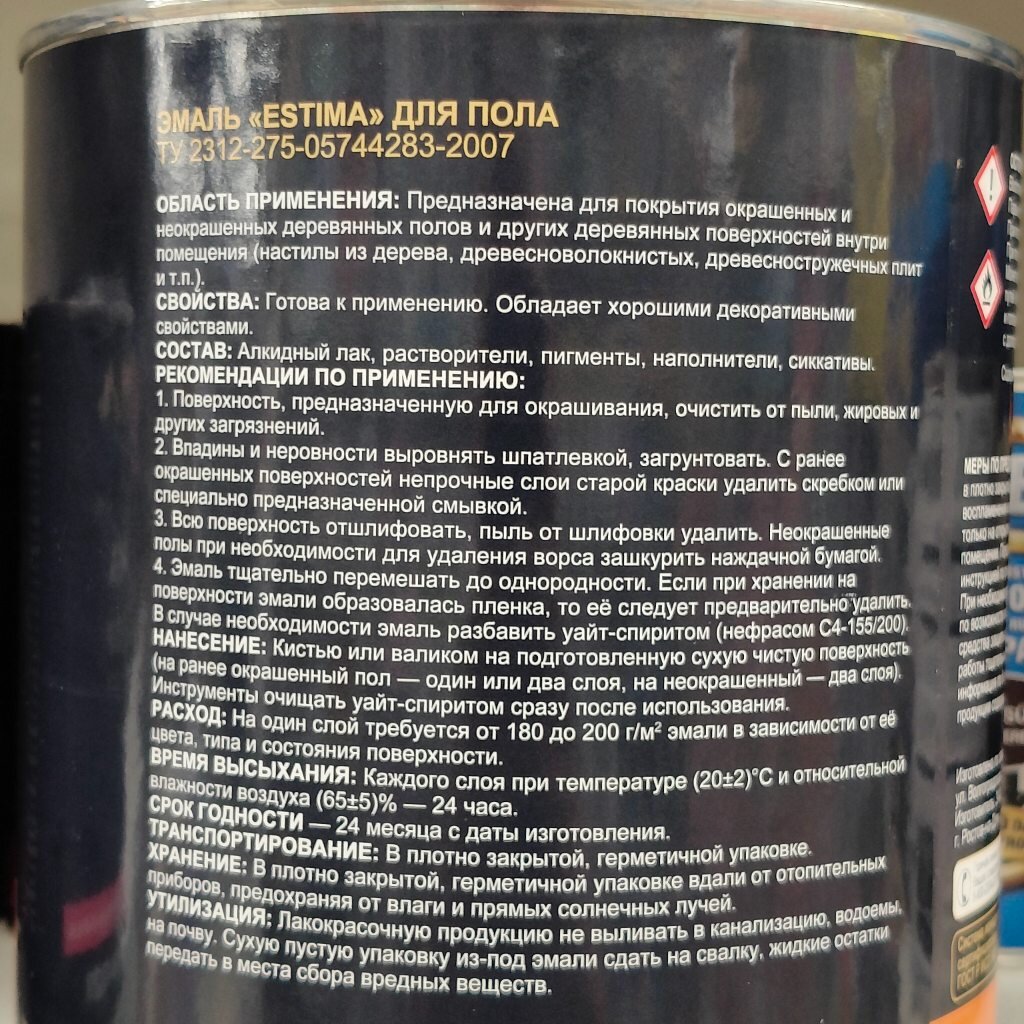 ЭМАЛЬ «ESTIMA» ДЛЯ ПОЛА
ТУ 2312-275-05744283-2007
ОБЛАСТЬ ПРИМЕНЕНИЯ: Предназначена для покрытия окрашенных и
неокрашенных деревянных полов и других деревянных поверхностей внутри
помещения (настилы из дерева, древесноволокнистых, древесностружечных плит
и т.п.).
СВОЙСТВА: Готова к применению. Обладает хорошими декоративными
свойствами.
СОСТАВ: Алкидный лак, растворители, пигменты, наполнители, сиккативы.
РЕКОМЕНДАЦИИ ПО ПРИМЕНЕНИЮ:
1. Поверхность, предназначенную для окрашивания, очистить от пыли, жировых и
других загрязнений.
2. Впадины и неровности выровнять шпатлевкой, загрунтовать. С ранее
окрашенных поверхностей непрочные слои старой краски удалить скребком или
специально предназначенной смывкой.
3. Всю поверхность отшлифовать, пыль от шлифовки удалить. Неокрашенные
полы при необходимости для удаления ворса зашкурить наждачной бумагой.
4. Эмаль тщательно перемешать до однородности. Если при хранении на
поверхности эмали образовалась пленка, то её следует предварительно удалить.
В случае необходимости эмаль разбавить уайт-спиритом (нефрасом С4-155/200).
НАНЕСЕНИЕ: Кистью или валиком на подготовленную сухую чистую поверхность
(на ранее окрашенный пол — один или два слоя, на неокрашенный — два слоя).
Инструменты очищать уайт-спиритом сразу после использования.
РАСХОД: На один слой требуется от 180 до 200 г/м² эмали в зависимости от её
цвета, типа и состояния поверхности.
ВРЕМЯ ВЫСЫХАНИЯ: Каждого слоя при температуре (20±2)°С и относительной
влажности воздуха (65±5)% — 24 часа.
СРОК ГОДНОСТИ — 24 месяца с даты изготовления.
ТРАНСПОРТИРОВАНИЕ: В плотно закрытой, герметичной упаковке.
ХРАНЕНИЕ: В плотно закрытой, герметичной упаковке вдали от отопительных
приборов, предохраняя от влаги и прямых солнечных лучей.
УТИЛИЗАЦИЯ: Лакокрасочную продукцию не выливать в канализацию, водоемы,
на почву. Сухую пустую упаковку из-под эмали сдать на свалку, жидкие остатки
передать в места сбора вредных веществ.
МЕРЫ ПО
в плотно
только на
помещении.
При
средства
работы
продукции
ул.
г.